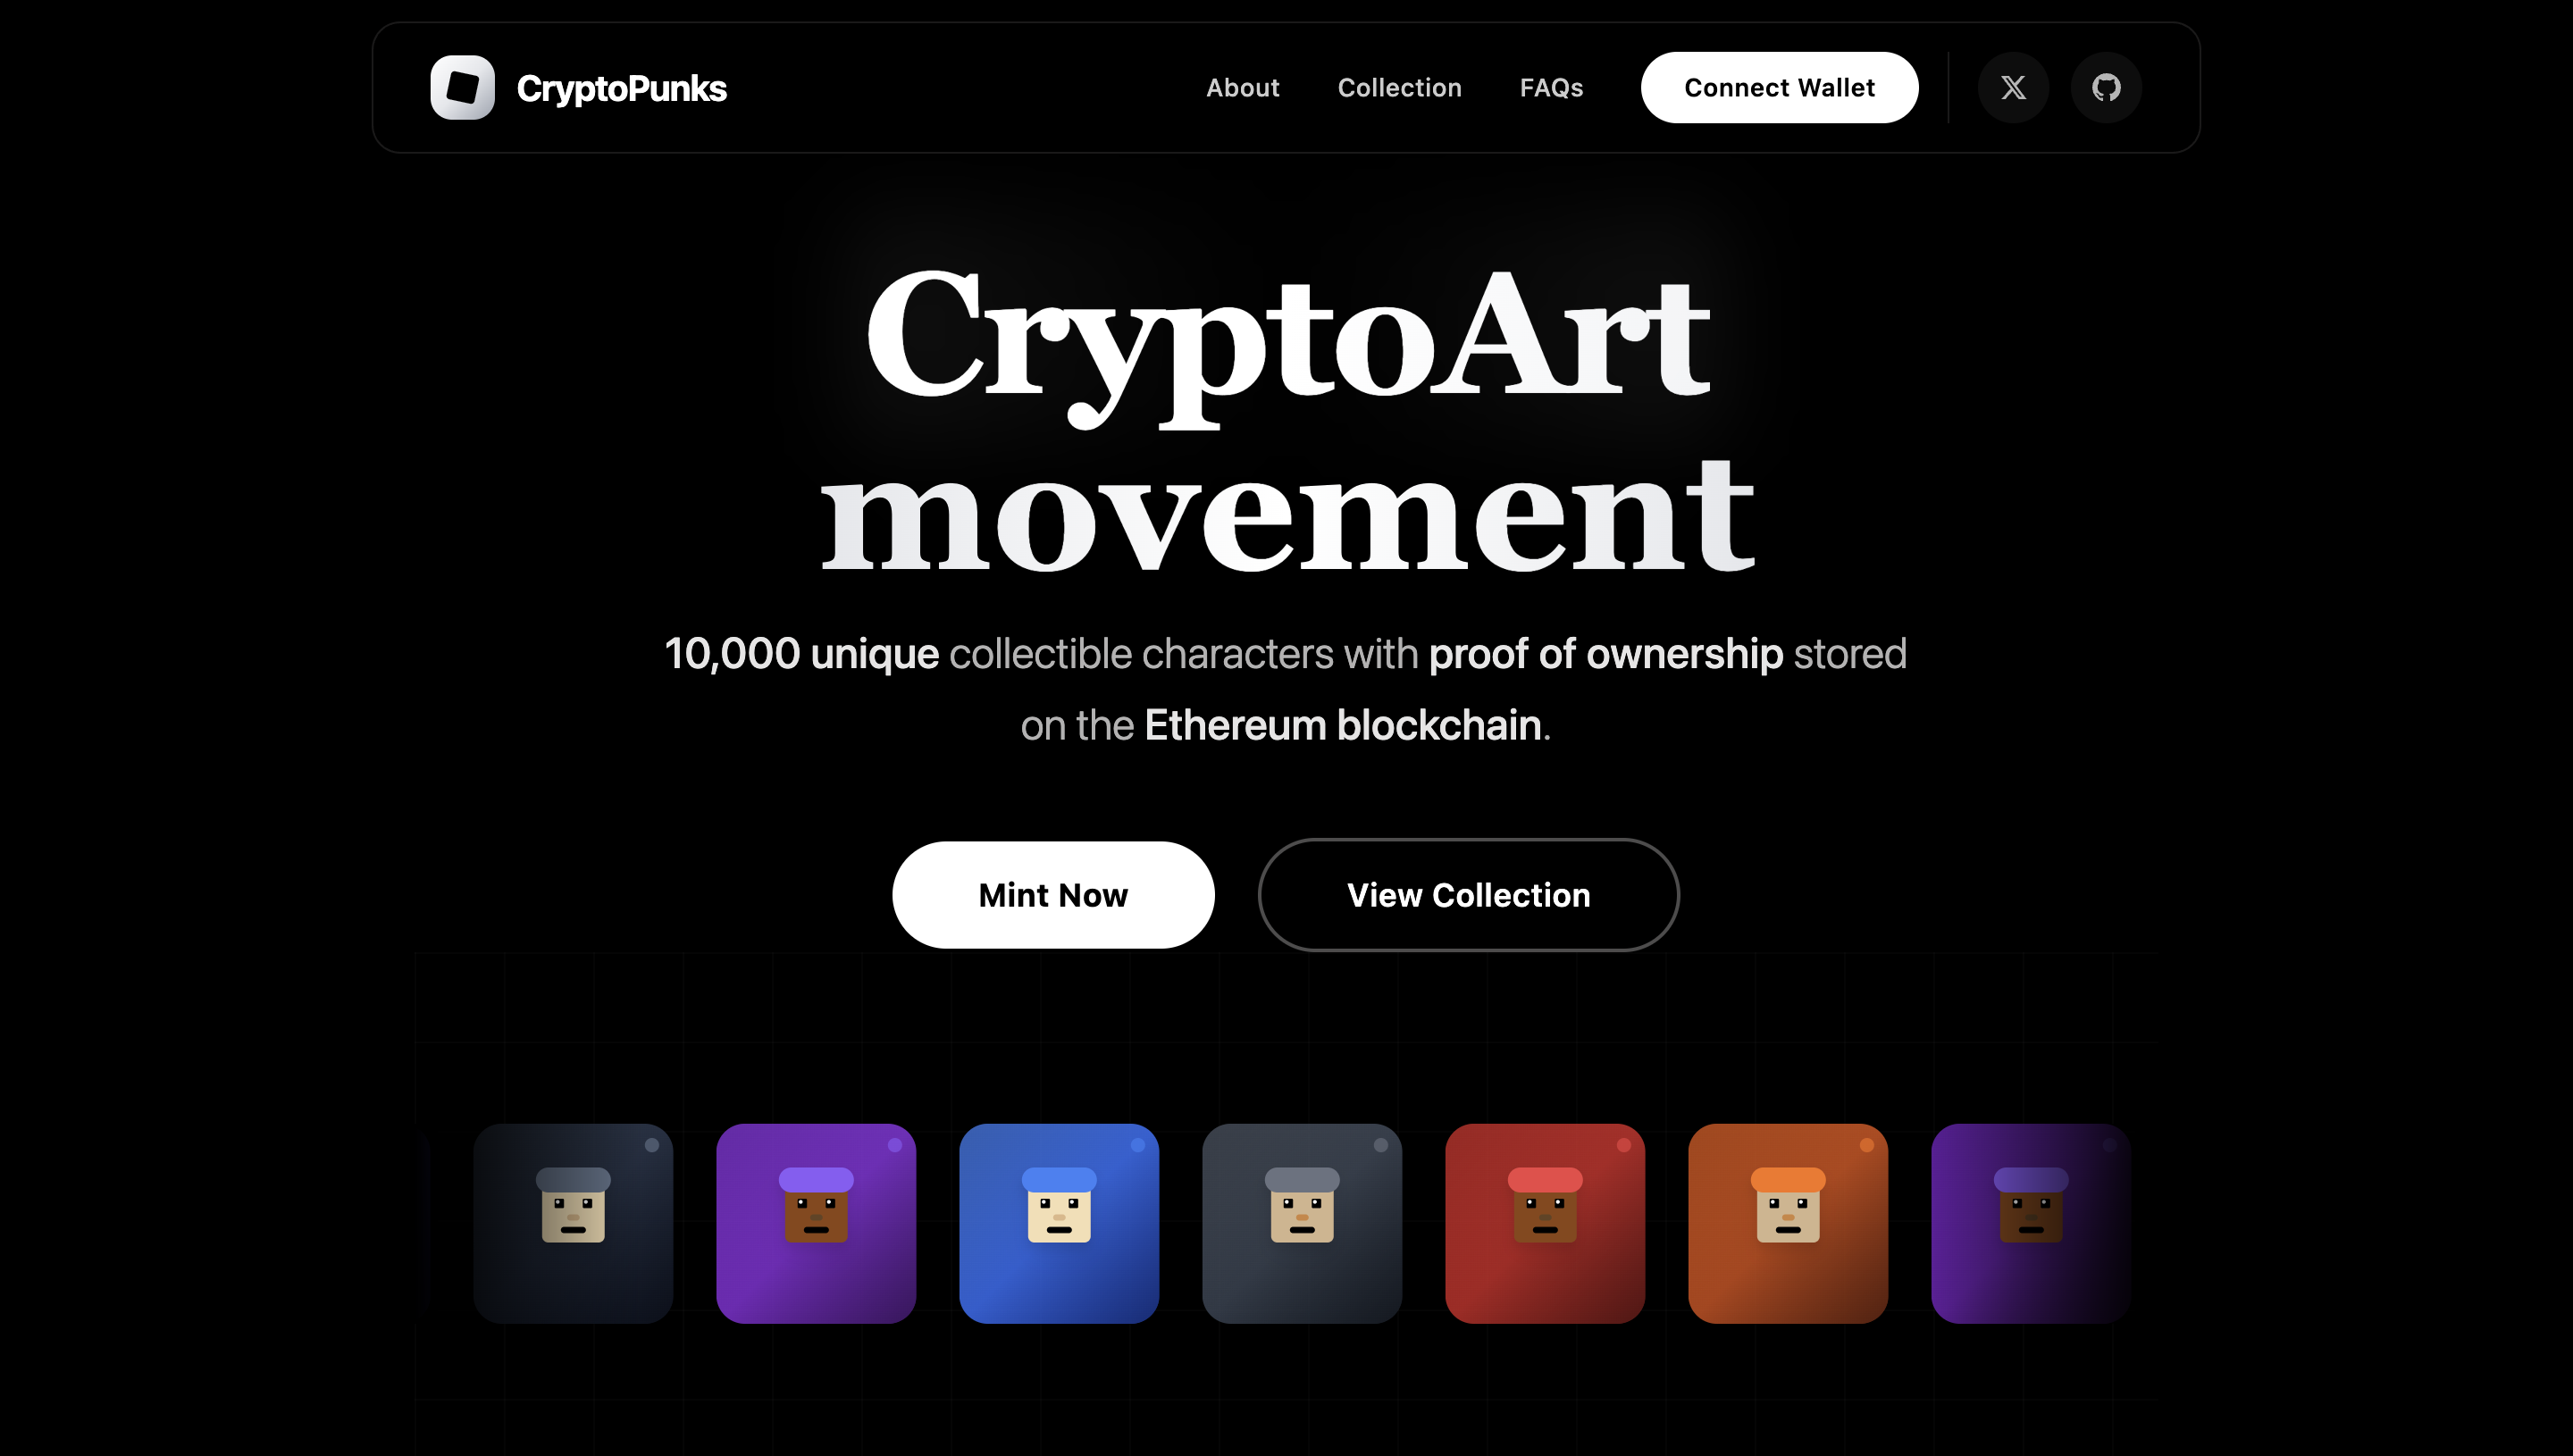 CryptoPunks
About
Collection
FAQs
Connect Wallet
CryptoArt
movement
10,000 unique collectible characters with proof of ownership stored
on the Ethereum blockchain.
Mint Now
View Collection